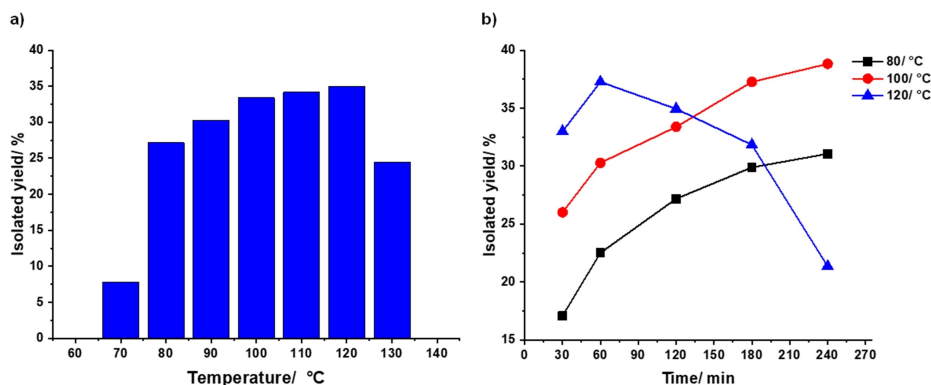 a)
Isolated yield/ %
40
35
30
25
20
15
10
5
0
60 70 80 90 100 110 120 130 140
Temperature/ °C
b)
Isolated yield/ %
40
35
30
25
20
15
0 30 60 90 120 150 180 210 240 270
Time/ min
80/ °C
100/ °C
120/ °C